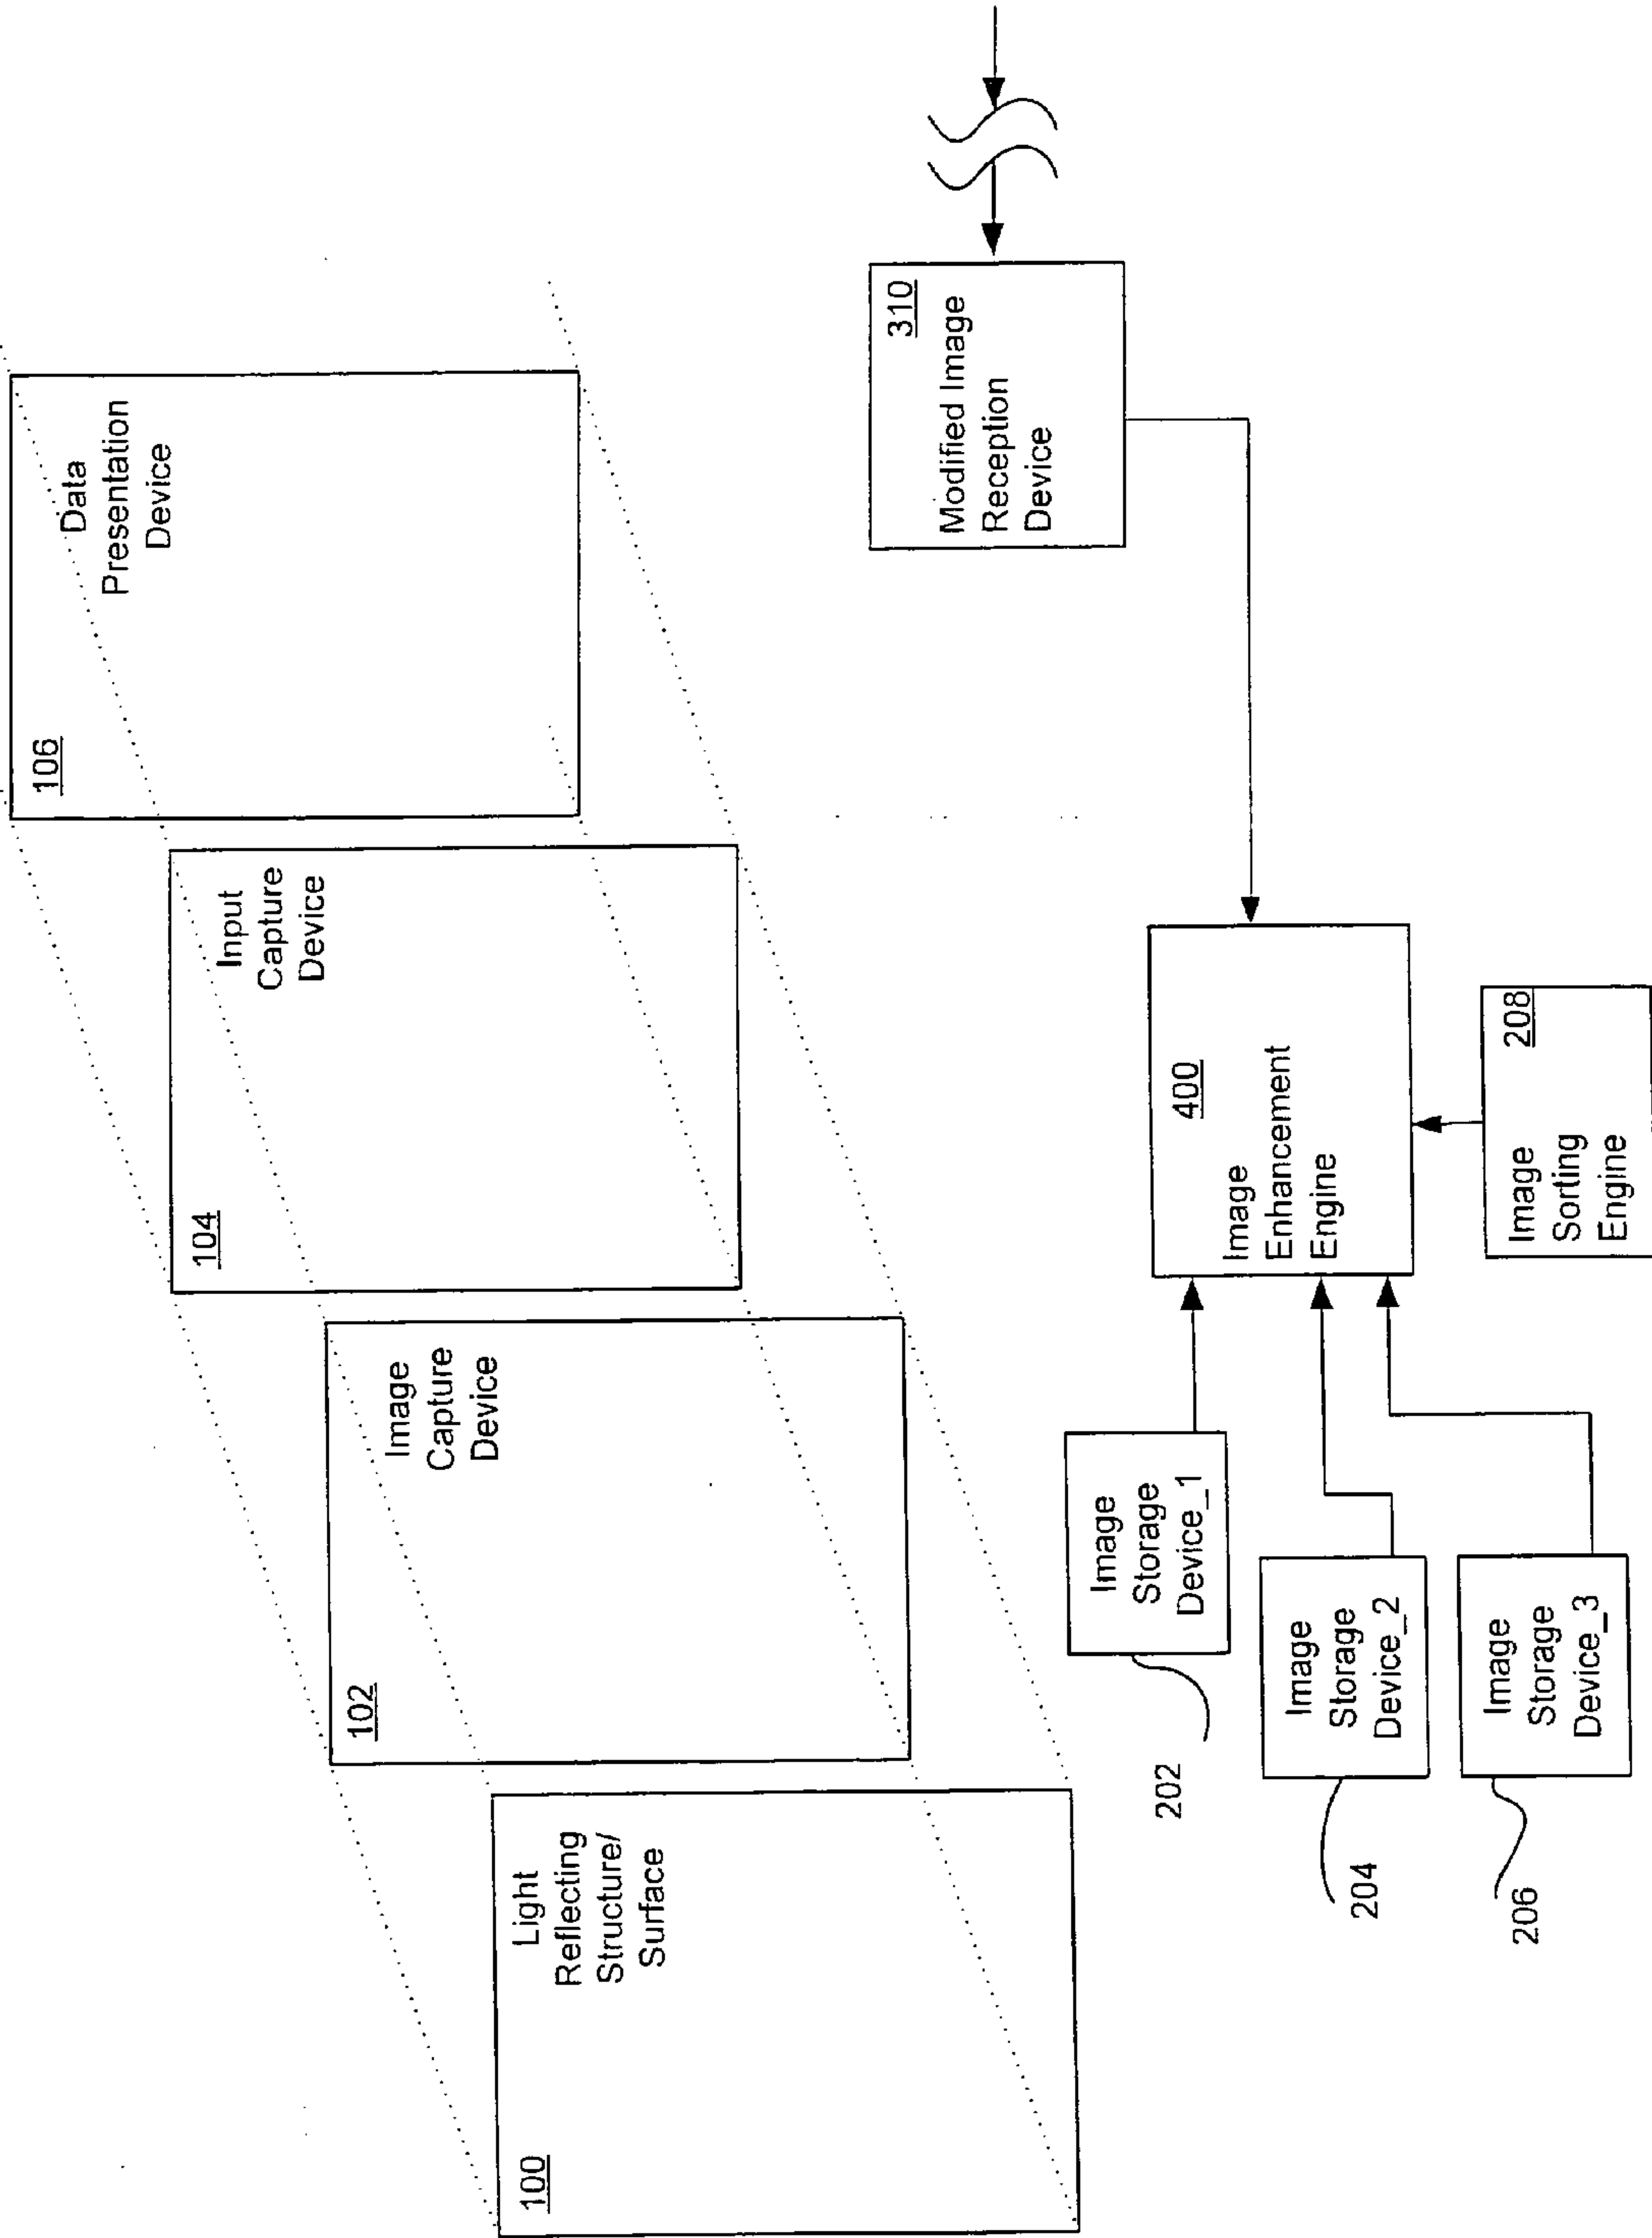 100
Light
Reflecting
Structure/
Surface
102
Image
Capture
Device
104
Input
Capture
Device
106
Data
Presentation
Device
202
Image
Storage
Device_1
204
Image
Storage
Device_2
206
Image
Storage
Device_3
400
Image
Enhancement
Engine
208
Image
Sorting
Engine
310
Modified Image
Reception
Device